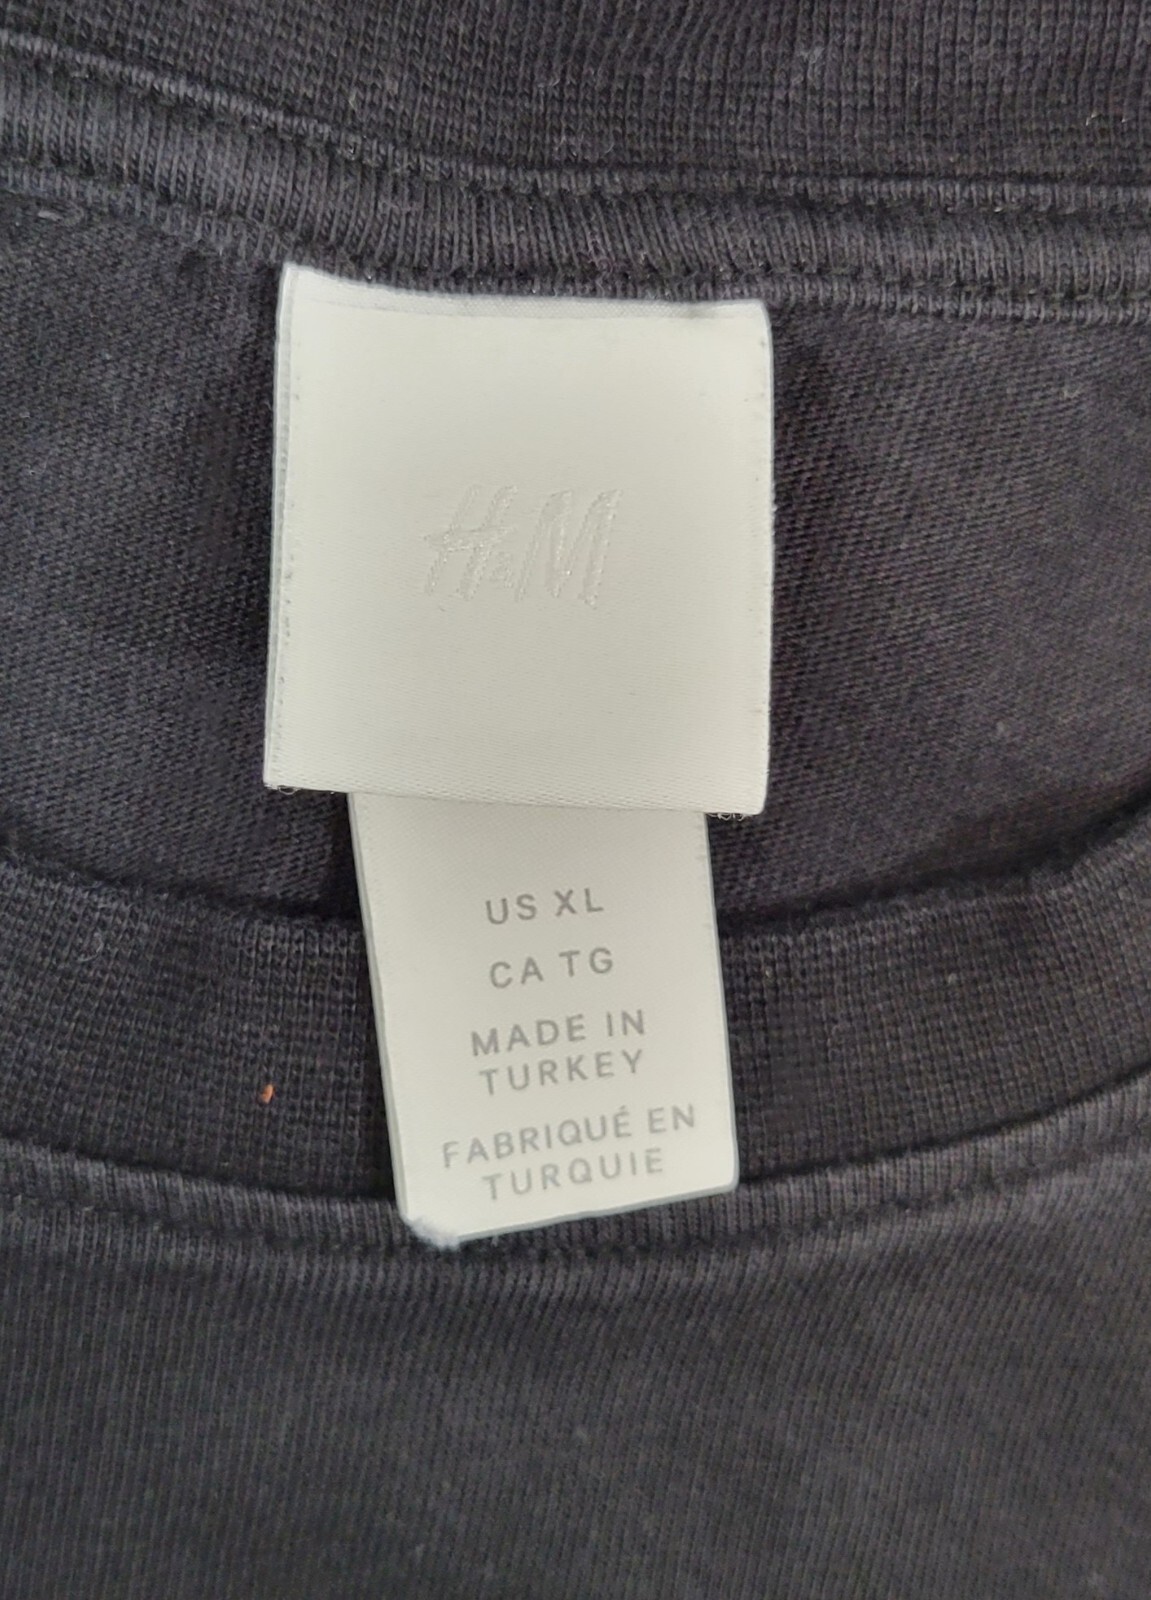 H&M
US XL
CA TG
MADE IN
TURKEY
FABRIQUÉ EN
TURQUIE